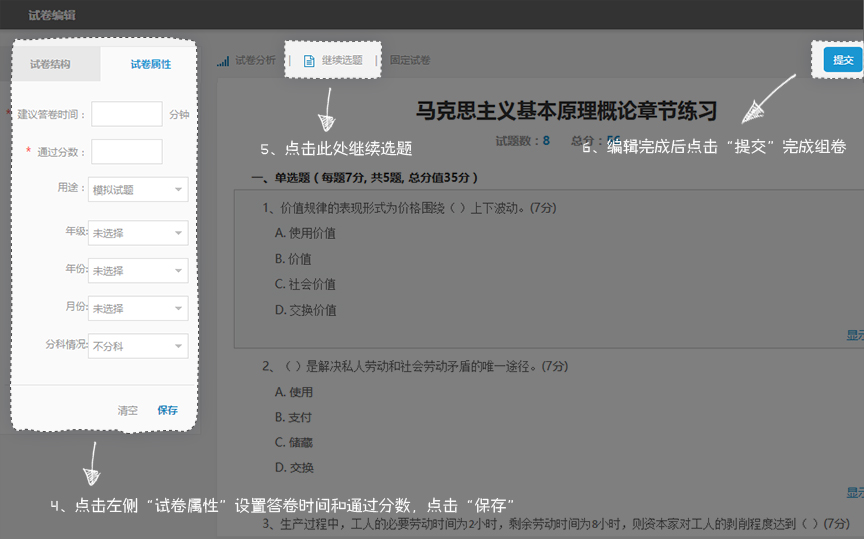 试卷编辑
试卷结构 试卷属性
试卷分析 | 继续选题 | 固定试卷
提交
* 建议答卷时间： 分钟
* 通过分数：
用途： 模拟试题
年级: 未选择
年份: 未选择
月份: 未选择
分科情况: 不分科
清空 保存
4、点击左侧“试卷属性”设置答卷时间和通过分数，点击“保存”
5、点击此处继续选题
6、编辑完成后点击“提交”完成组卷
马克思主义基本原理概论章节练习
试题数：8 总分：
一、单选题（每题7分, 共5题, 总分值35分）
1、价值规律的表现形式为价格围绕（ ）上下波动。(7分)
A. 使用价值
B. 价值
C. 社会价值
D. 交换价值
显示
2、（ ）是解决私人劳动和社会劳动矛盾的唯一途径。(7分)
A. 使用
B. 支付
C. 储藏
D. 交换
显示
3、生产过程中，工人的必要劳动时间为2小时，剩余劳动时间为8小时，则资本家对工人的剥削程度达到（ ）(7分)